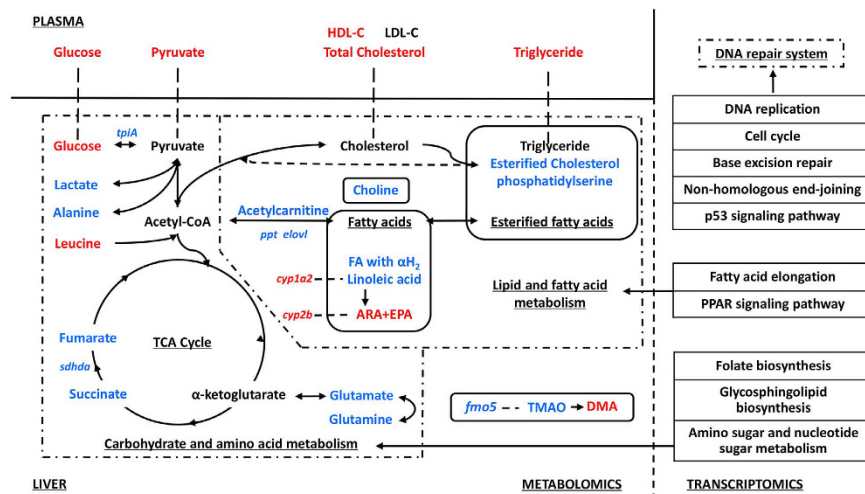 PLASMA
HDL-C LDL-C
Glucose Pyruvate Total Cholesterol Triglyceride
DNA repair system
DNA replication
Cell cycle
Base excision repair
Non-homologous end-joining
p53 signaling pathway
tpiA
Glucose Pyruvate Cholesterol Triglyceride
Esterified Cholesterol
phosphatidylserine
Lactate
Choline
Alanine
Acetyl-CoA
Acetylcarnitine
Fatty acids
Esterified fatty acids
ppt elovl
Leucine
FA with αH2
Linoleic acid
cyp1a2
cyp2b
ARA+EPA
Lipid and fatty acid
metabolism
Fatty acid elongation
PPAR signaling pathway
Fumarate
TCA Cycle
sdhda
Succinate
α-ketoglutarate
Glutamate
Glutamine
fmo5 TMAO DMA
Folate biosynthesis
Glycosphingolipid
biosynthesis
Amino sugar and nucleotide
sugar metabolism
Carbohydrate and amino acid metabolism
LIVER METABOLOMICS TRANSCRIPTOMICS